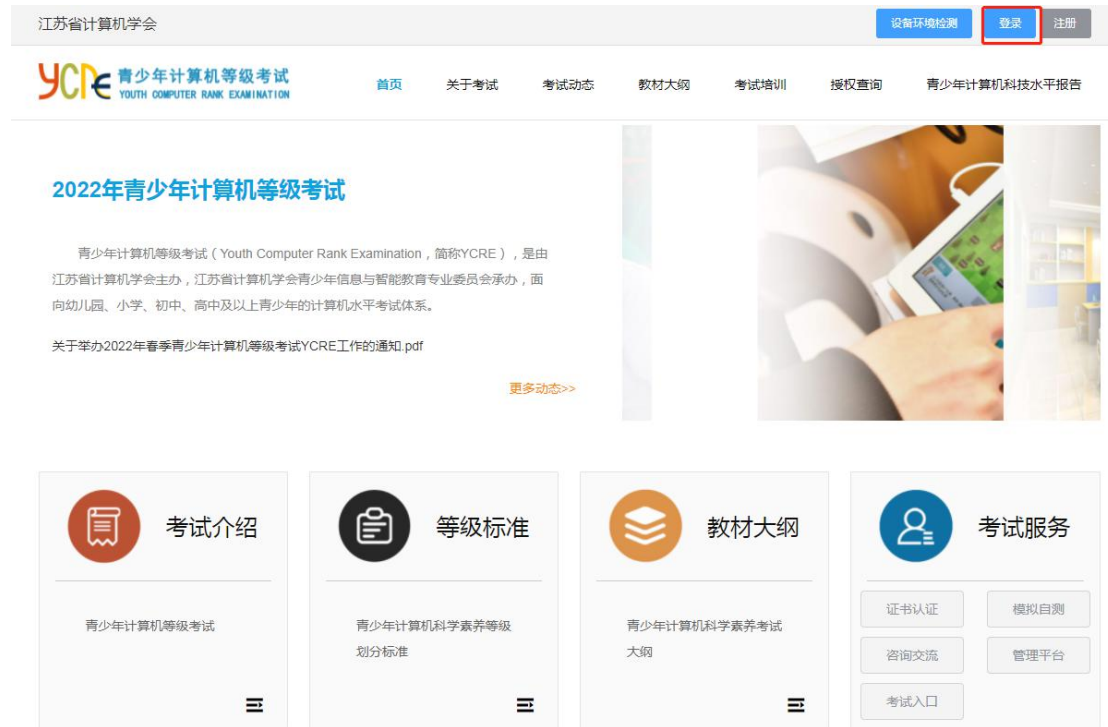 江苏省计算机学会
设备环境检测
登录
注册
YCRE
青少年计算机等级考试
YOUTH COMPUTER RANK EXAMINATION
首页
关于考试
考试动态
教材大纲
考试培训
授权查询
青少年计算机科技水平报告
2022年青少年计算机等级考试
青少年计算机等级考试（Youth Computer Rank Examination，简称YCRE），是由
江苏省计算机学会主办，江苏省计算机学会青少年信息与智能教育专业委员会承办，面
向幼儿园、小学、初中、高中及以上青少年的计算机水平考试体系。
关于举办2022年春季青少年计算机等级考试YCRE工作的通知.pdf
更多动态>>
考试介绍
青少年计算机等级考试
等级标准
青少年计算机科学素养等级
划分标准
教材大纲
青少年计算机科学素养考试
大纲
考试服务
证书认证
模拟自测
咨询交流
管理平台
考试入口